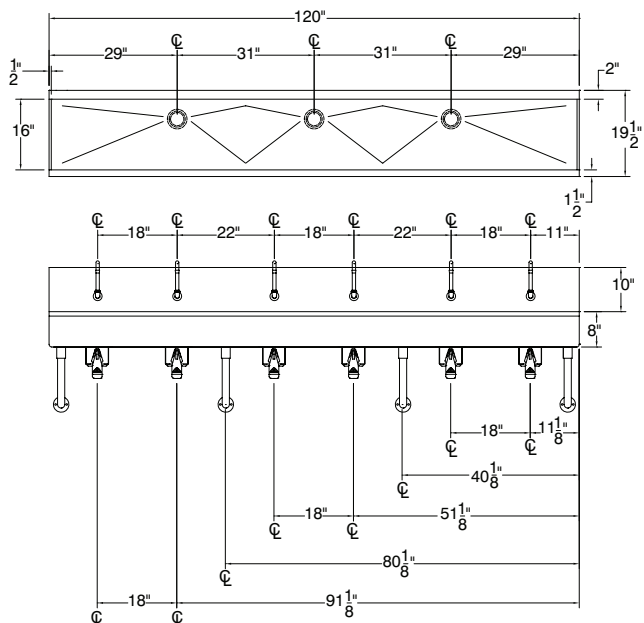 120"
29" ℄ 31" ℄ 31" ℄ 29"
1/2" 2"
16" 19 1/2"
1 1/2"
℄ ℄ ℄ ℄ ℄ ℄
18" 22" 18" 22" 18" 11"
10"
8"
18" 11 1/8"
℄ ℄
40 1/8"
℄
18" 51 1/8"
℄ ℄
80 1/8"
℄
18" 91 1/8"
℄ ℄